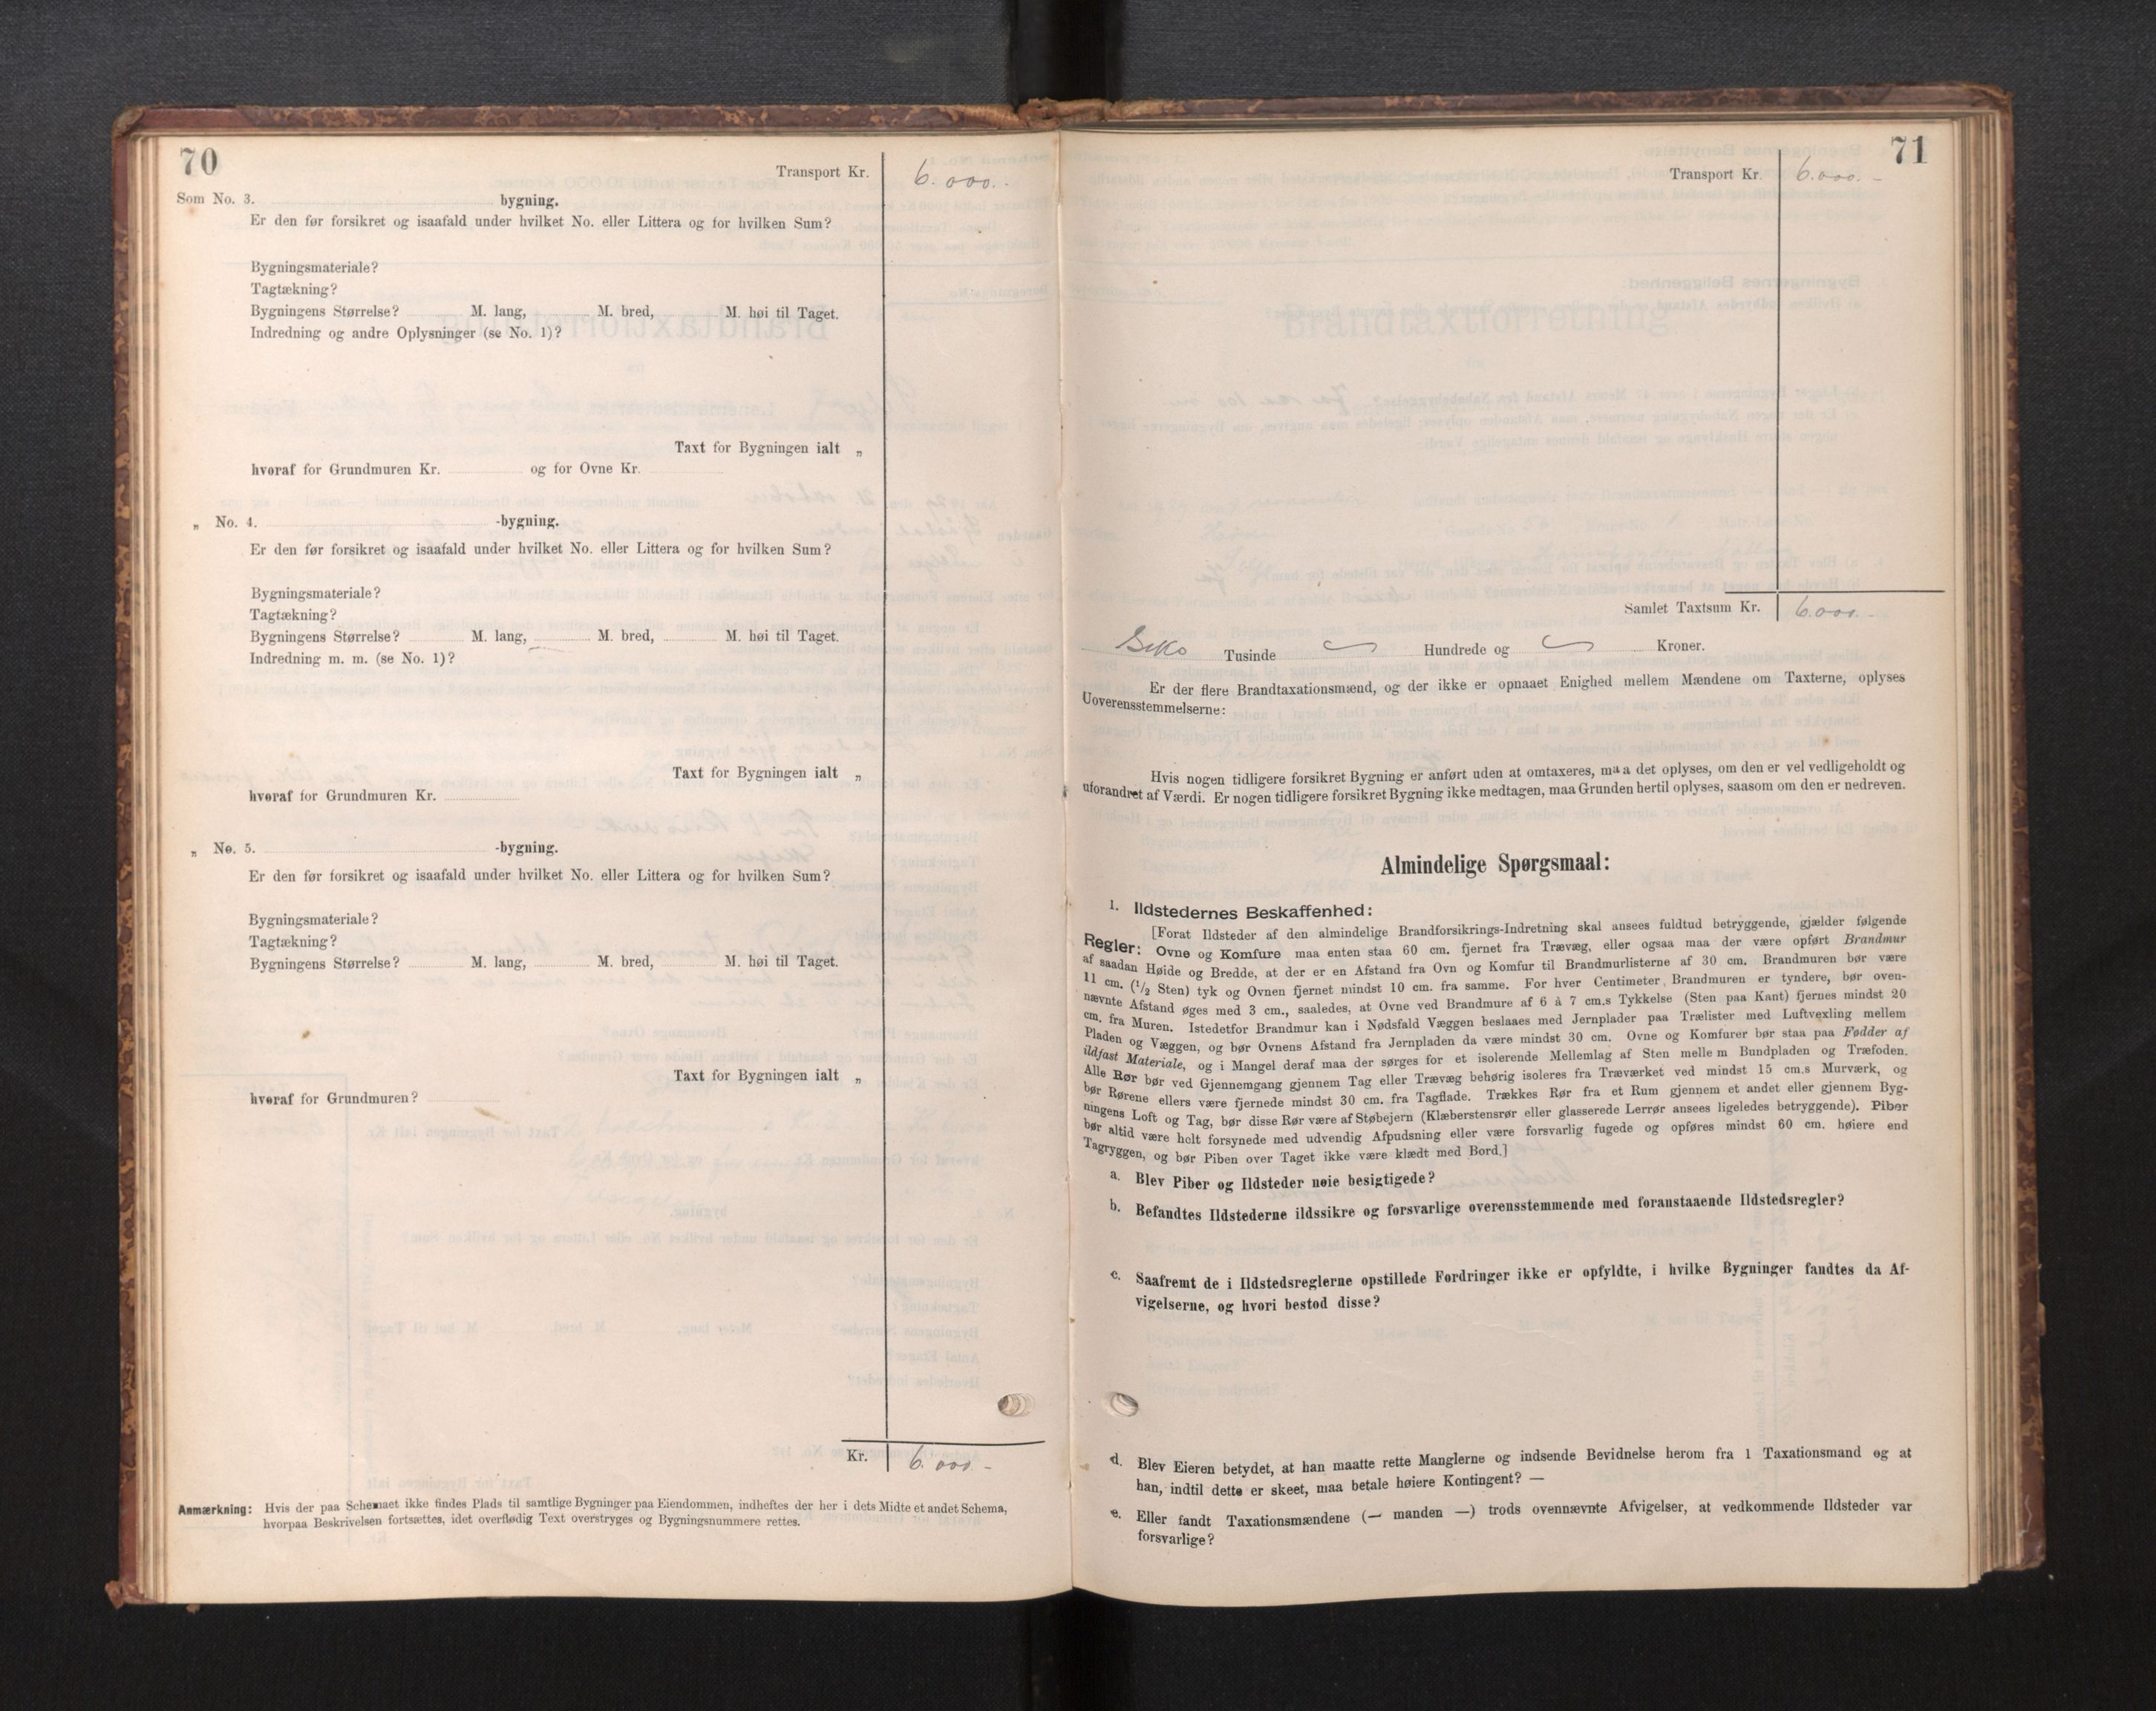 70
Transport Kr. 6.000.-
Som No. 3. bygning.
Er den før forsikret og isaafald under hvilket No. eller Littera og for hvilken Sum?
Bygningsmateriale?
Tagtækning?
Bygningens Størrelse? M. lang, M. bred, M. høi til Taget.
Indredning og andre Oplysninger (se No. 1)?
Taxt for Bygningen ialt „
hvoraf for Grundmuren Kr. og for Ovne Kr.
„ No. 4. -bygning.
Er den før forsikret og isaafald under hvilket No. eller Littera og for hvilken Sum?
Bygningsmateriale?
Tagtækning?
Bygningens Størrelse? M. lang, M. bred, M. høi til Taget.
Indredning m. m. (se No. 1)?
Taxt for Bygningen ialt „
hvoraf for Grundmuren Kr.
„ No. 5. -bygning.
Er den før forsikret og isaafald under hvilket No. eller Littera og for hvilken Sum?
Bygningsmateriale?
Tagtækning?
Bygningens Størrelse? M. lang, M. bred, M. høi til Taget.
Taxt for Bygningen ialt „
hvoraf for Grundmuren?
Kr. 6.000.-
Anmærkning: Hvis der paa Schemaet ikke findes Plads til samtlige Bygninger paa Eiendommen, indheftes der her i dets Midte et andet Schema,
hvorpaa Beskrivelsen fortsættes, idet overflødig Text overstryges og Bygningsnummere rettes.
71
Transport Kr. 6.000.-
Samlet Taxtsum Kr. 6.000.-
Seks Tusinde Hundrede og Kroner.
Er der flere Brandtaxationsmænd, og der ikke er opnaaet Enighed mellem Mændene om Taxterne, oplyses
Uoverensstemmelserne:
Hvis nogen tidligere forsikret Bygning er anført uden at omtaxeres, maa det oplyses, om den er vel vedligeholdt og
uforandret af Værdi. Er nogen tidligere forsikret Bygning ikke medtagen, maa Grunden hertil oplyses, saasom om den er nedreven.
Almindelige Spørgsmaal:
1. Ildstedernes Beskaffenhed:
[Forat Ildsteder af den almindelige Brandforsikrings-Indretning skal ansees fuldtud betryggende, gjælder følgende
Regler: Ovne og Komfure maa enten staa 60 cm. fjernet fra Trævæg, eller ogsaa maa der være opført Brandmur
af saadan Høide og Bredde, at der er en Afstand fra Ovn og Komfur til Brandmurlisterne af 30 cm. Brandmuren bør være
11 cm. (½ Sten) tyk og Ovnen fjernet mindst 10 cm. fra samme. For hver Centimeter Brandmuren er tyndere, bør oven-
nævnte Afstand øges med 3 cm., saaledes, at Ovne ved Brandmure af 6 à 7 cm.s Tykkelse (Sten paa Kant) fjernes mindst 20
cm. fra Muren. Istedetfor Brandmur kan i Nødsfald Væggen beslaaes med Jernplader paa Trælister med Luftvexling mellem
Pladen og Væggen, og bør Ovnens Afstand fra Jernpladen da være mindst 30 cm. Ovne og Komfurer bør staa paa Fødder af
ildfast Materiale, og i Mangel deraf maa der sørges for et isolerende Mellemlag af Sten mellem Bundpladen og Træfoden.
Alle Rør bør ved Gjennemgang gjennem Tag eller Trævæg behørig isoleres fra Træværket ved mindst 15 cm.s Murværk, og
bør Rørene ellers være fjernede mindst 30 cm. fra Tagflade. Trækkes Rør fra et Rum gjennem et andet eller gjennem Byg-
ningens Loft og Tag, bør disse Rør være af Støbejern (Klæberstensrør eller glasserede Lerrør ansees ligeledes betryggende). Piber
bør altid være helt forsynede med udvendig Afpudsning eller være forsvarlig fugede og opføres mindst 60 cm. høiere end
Tagryggen, og bør Piben over Taget ikke være klædt med Bord.]
a. Blev Piber og Ildsteder nøie besigtigede?
b. Befandtes Ildstederne ildssikre og forsvarlige overensstemmende med foranstaaende Ildstedsregler?
c. Saafremt de i Ildstedsreglerne opstillede Fordringer ikke er opfyldte, i hvilke Bygninger fandtes da Af-
vigelserne, og hvori bestod disse?
d. Blev Eieren betydet, at han maatte rette Manglerne og indsende Bevidnelse herom fra 1 Taxationsmand og at
han, indtil dette er skeet, maa betale høiere Kontingent? —
e. Eller fandt Taxationsmændene (— manden —) trods ovennævnte Afvigelser, at vedkommende Ildsteder var
forsvarlige?